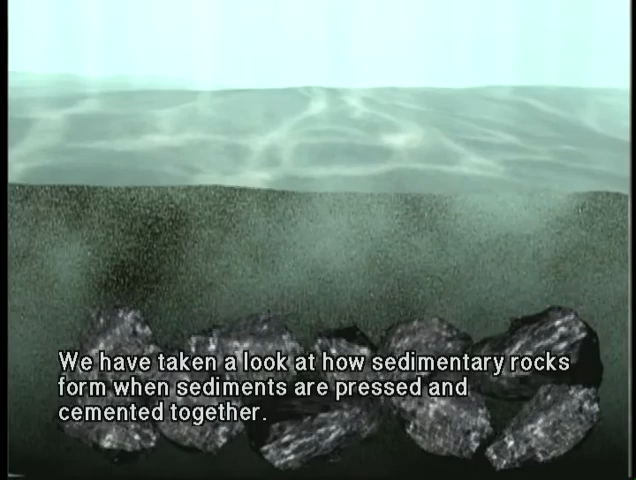 We have taken a look at how sedimentary rocks
form when sediments are pressed and
cemented together.